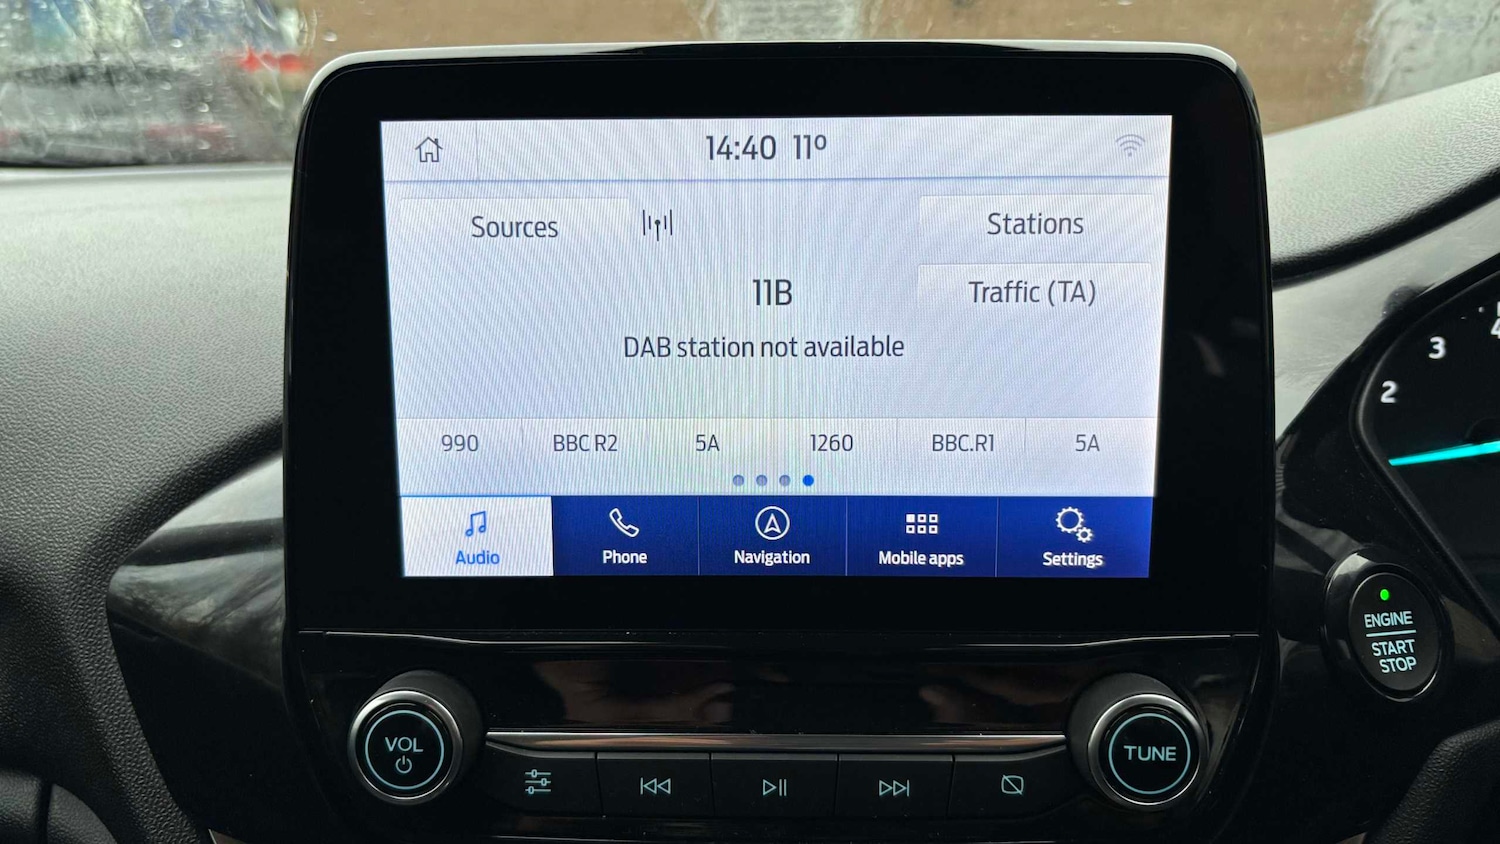 14:40 11º
Sources
Stations
11B
Traffic (TA)
DAB station not available
990 BBC R2 5A 1260 BBC.R1 5A
Audio Phone Navigation Mobile apps Settings
3
2
ENGINE
START
STOP
VOL
TUNE